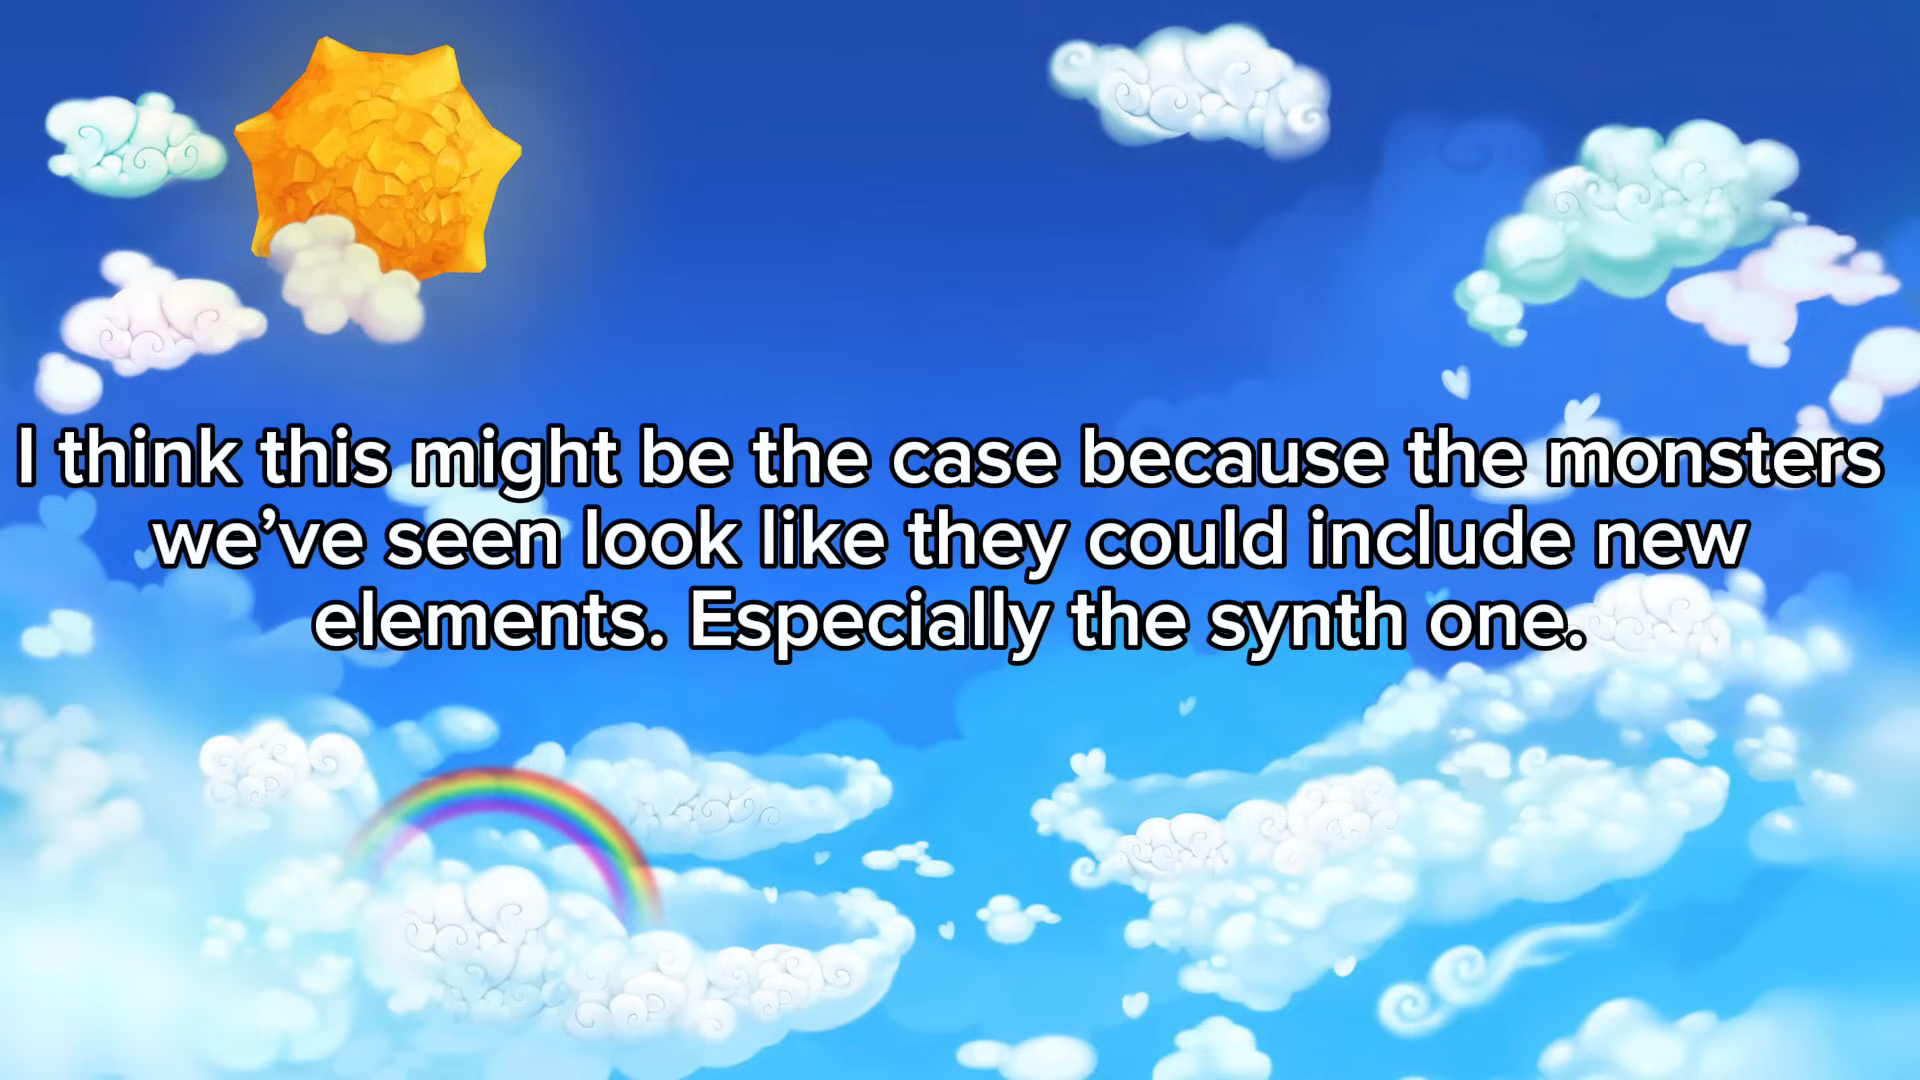 I think this might be the case because the monsters
we’ve seen look like they could include new
elements. Especially the synth one.